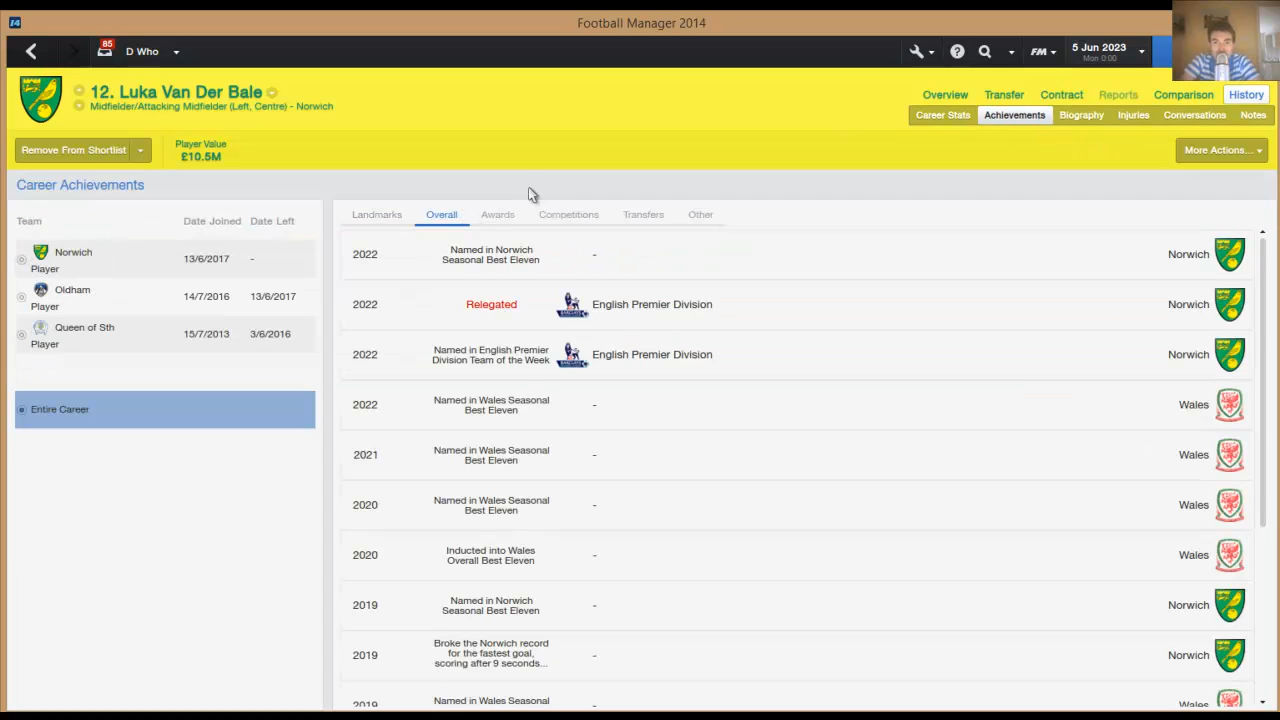 Football Manager 2014
85
D Who
FM
5 Jun 2023
Mon 0:00
12. Luka Van Der Bale
Midfielder/Attacking Midfielder (Left, Centre) - Norwich
Overview
Transfer
Contract
Reports
Comparison
History
Career Stats
Achievements
Biography
Injuries
Conversations
Notes
Remove From Shortlist
Player Value
£10.5M
More Actions...
Career Achievements
Team
Date Joined
Date Left
Norwich
Player
13/6/2017
-
Oldham
Player
14/7/2016
13/6/2017
Queen of Sth
Player
15/7/2013
3/6/2016
Entire Career
Landmarks
Overall
Awards
Competitions
Transfers
Other
2022
Named in Norwich
Seasonal Best Eleven
-
Norwich
2022
Relegated
English Premier Division
Norwich
2022
Named in English Premier
Division Team of the Week
English Premier Division
Norwich
2022
Named in Wales Seasonal
Best Eleven
-
Wales
2021
Named in Wales Seasonal
Best Eleven
-
Wales
2020
Named in Wales Seasonal
Best Eleven
-
Wales
2020
Inducted into Wales
Overall Best Eleven
-
Wales
2019
Named in Norwich
Seasonal Best Eleven
-
Norwich
2019
Broke the Norwich record
for the fastest goal,
scoring after 9 seconds...
-
Norwich
2019
Named in Wales Seasonal
Wales